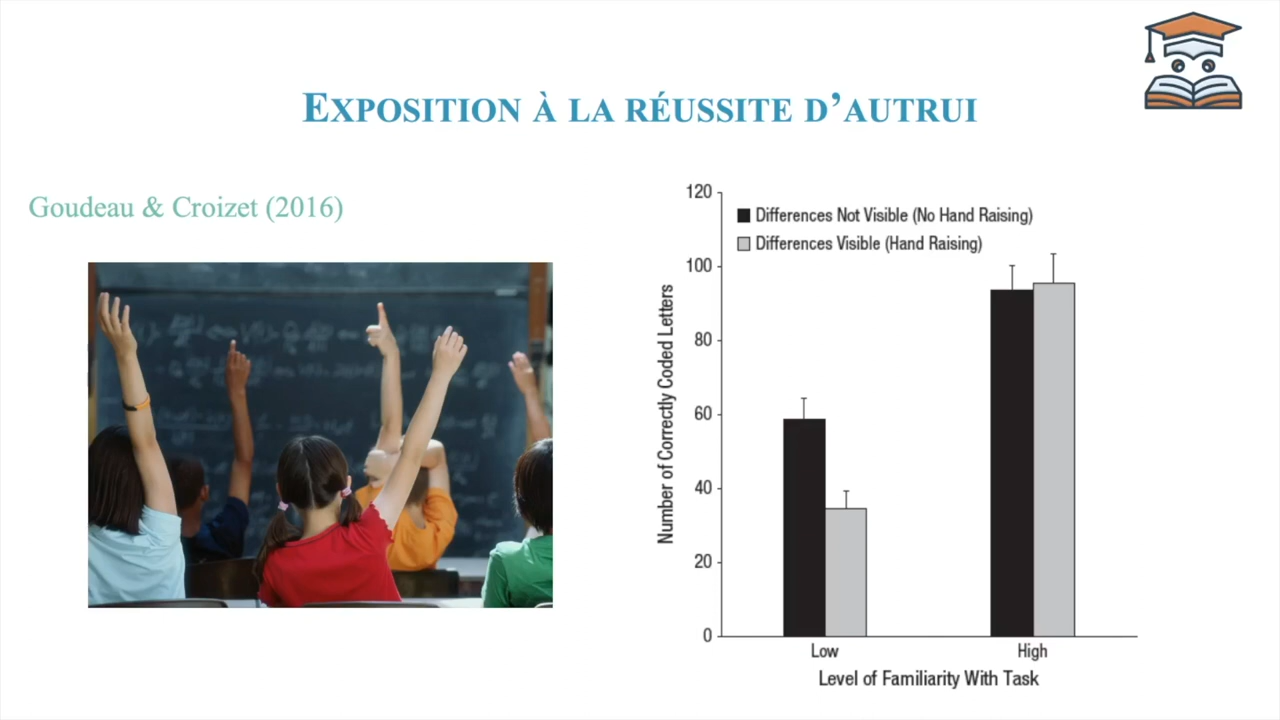 EXPOSITION À LA RÉUSSITE D’AUTRUI
Goudeau & Croizet (2016)
120
100
80
60
40
20
0
Number of Correctly Coded Letters
Differences Not Visible (No Hand Raising)
Differences Visible (Hand Raising)
Low
High
Level of Familiarity With Task